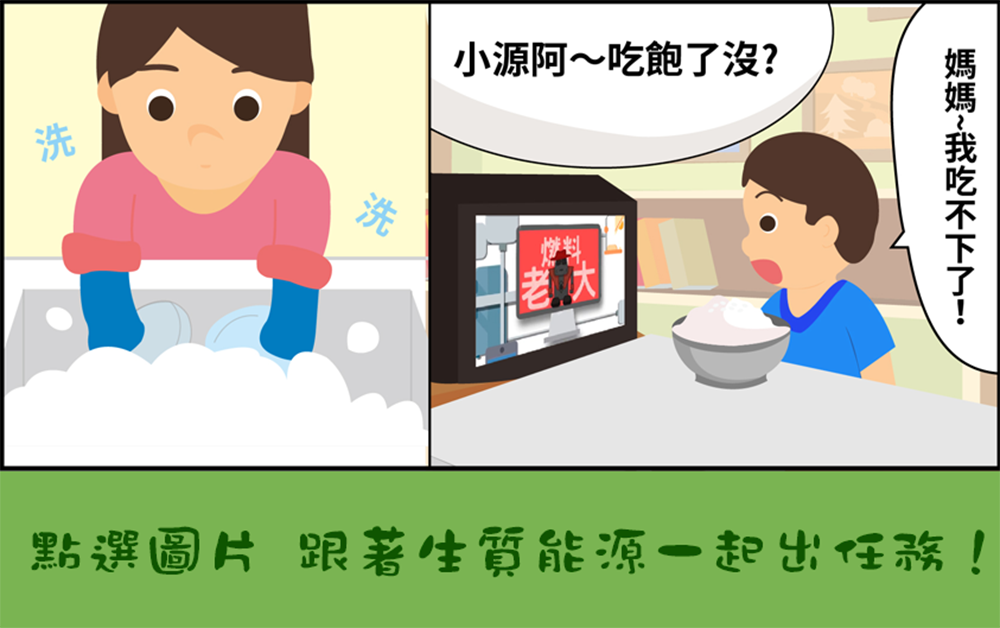 洗
洗
小源阿～吃飽了沒?
媽媽~我吃不下了!
燃料
老大
點選圖片 跟著生質能源一起出任務!